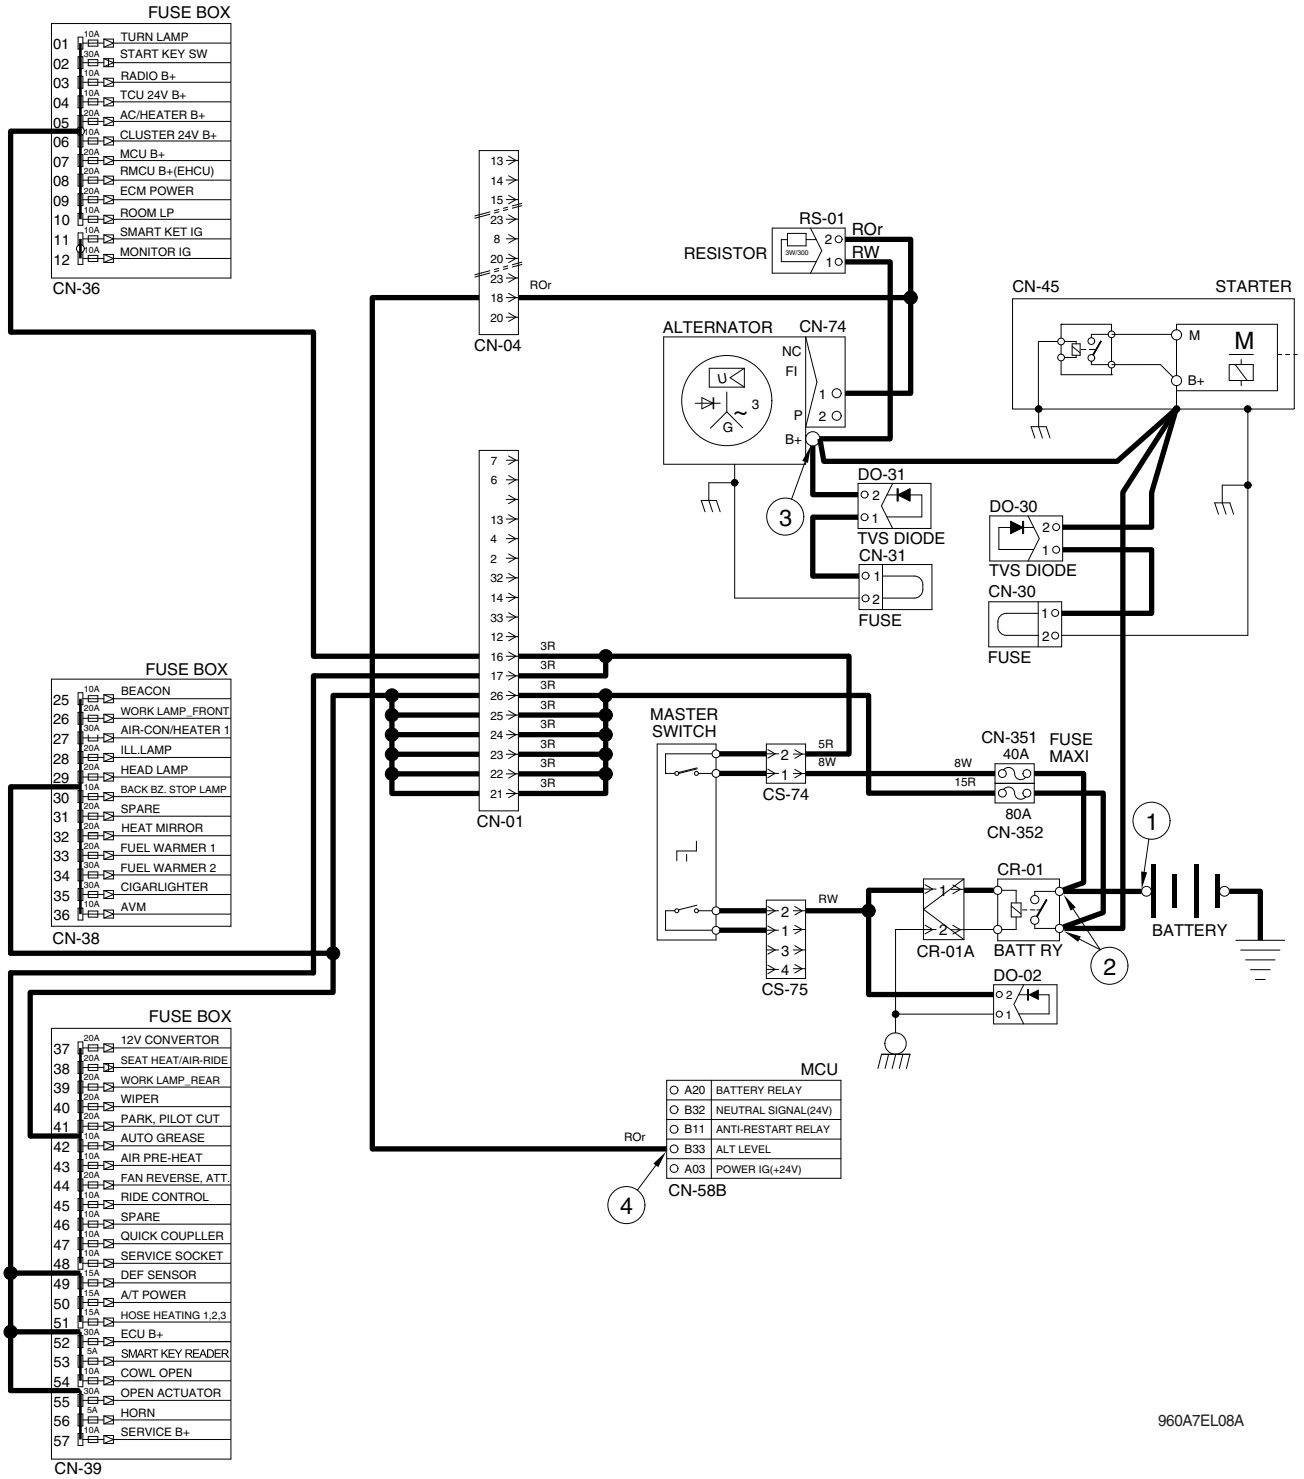 FUSE BOX
01 10A TURN LAMP
02 30A START KEY SW
03 10A RADIO B+
04 10A TCU 24V B+
05 20A AC/HEATER B+
06 10A CLUSTER 24V B+
07 20A MCU B+
08 20A RMCU B+(EHCU)
09 20A ECM POWER
10 10A ROOM LP
11 10A SMART KET IG
12 10A MONITOR IG
CN-36
13
14
15
23
8
20
23
18 ROr
20
CN-04
RS-01
RESISTOR
3W/300
2 ROr
1 RW
ALTERNATOR
CN-74
NC
FI
1
P 2
B+
U
3
G
3
CN-45
STARTER
M
M
B+
DO-31
2
1
TVS DIODE
CN-31
1
2
FUSE
DO-30
2
1
TVS DIODE
CN-30
1
2
FUSE
7
6
13
4
2
32
14
33
12
16 3R
17 3R
26 3R
25 3R
24 3R
23 3R
22 3R
21 3R
CN-01
FUSE BOX
25 10A BEACON
26 20A WORK LAMP_FRONT
27 30A AIR-CON/HEATER 1
28 20A ILL.LAMP
29 20A HEAD LAMP
30 10A BACK BZ. STOP LAMP
31 20A SPARE
32 20A HEAT MIRROR
33 20A FUEL WARMER 1
34 30A FUEL WARMER 2
35 30A CIGARLIGHTER
36 10A AVM
CN-38
MASTER
SWITCH
2 5R
1 8W
CS-74
8W
15R
CN-351
40A
FUSE
MAXI
80A
CN-352
1
2 RW
1
3
4
CS-75
1
2
CR-01A
CR-01
BATT RY
BATTERY
2
DO-02
2
1
FUSE BOX
37 20A 12V CONVERTOR
38 20A SEAT HEAT/AIR-RIDE
39 20A WORK LAMP_REAR
40 20A WIPER
41 20A PARK, PILOT CUT
42 10A AUTO GREASE
43 10A AIR PRE-HEAT
44 20A FAN REVERSE, ATT.
45 10A RIDE CONTROL
46 10A SPARE
47 10A QUICK COUPLLER
48 10A SERVICE SOCKET
49 15A DEF SENSOR
50 15A A/T POWER
51 15A HOSE HEATING 1,2,3
52 30A ECU B+
53 5A SMART KEY READER
54 10A COWL OPEN
55 30A OPEN ACTUATOR
56 5A HORN
57 10A SERVICE B+
CN-39
MCU
A20 BATTERY RELAY
B32 NEUTRAL SIGNAL(24V)
B11 ANTI-RESTART RELAY
ROr B33 ALT LEVEL
A03 POWER IG(+24V)
CN-58B
4
960A7EL08A